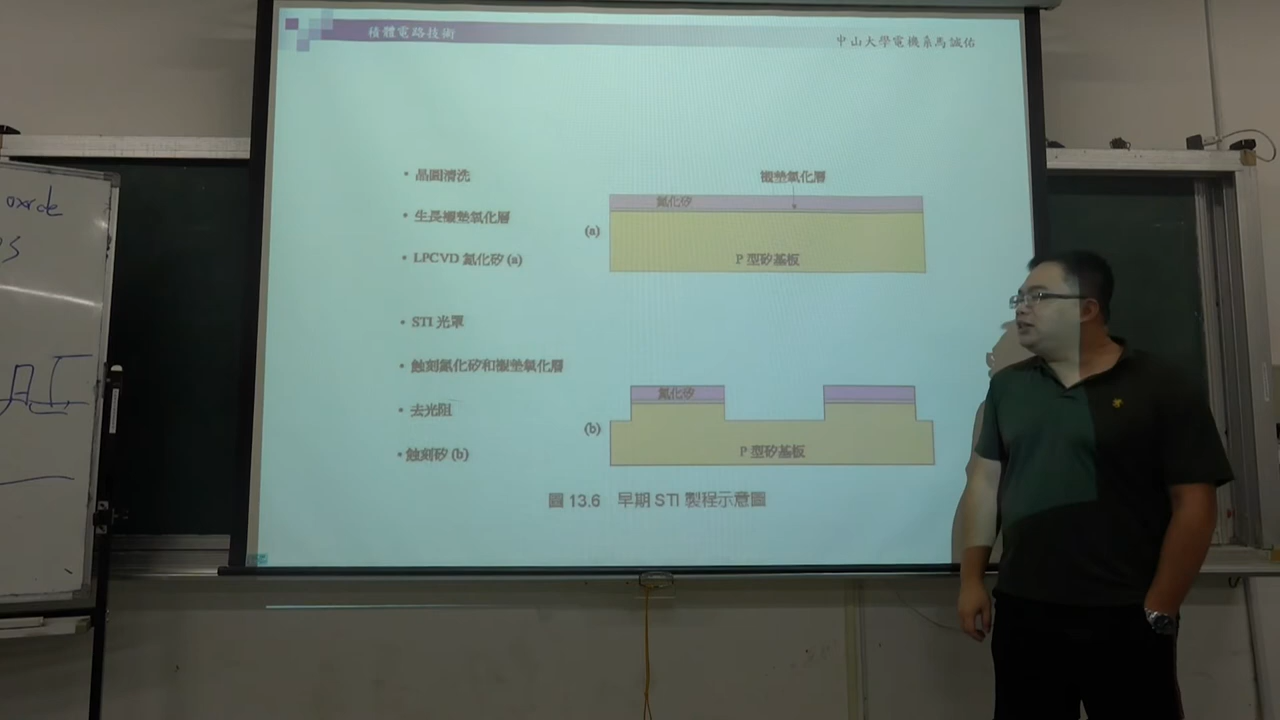 積體電路技術
中山大學電機系馬誠佑
• 晶圓清洗
• 生長襯墊氧化層
• LPCVD 氮化矽 (a)
• STI 光罩
• 蝕刻氮化矽和襯墊氧化層
• 去光阻
• 蝕刻矽 (b)
襯墊氧化層
氮化矽
(a)
P 型矽基板
氮化矽
(b)
P 型矽基板
圖 13.6 早期 STI 製程示意圖
oxide